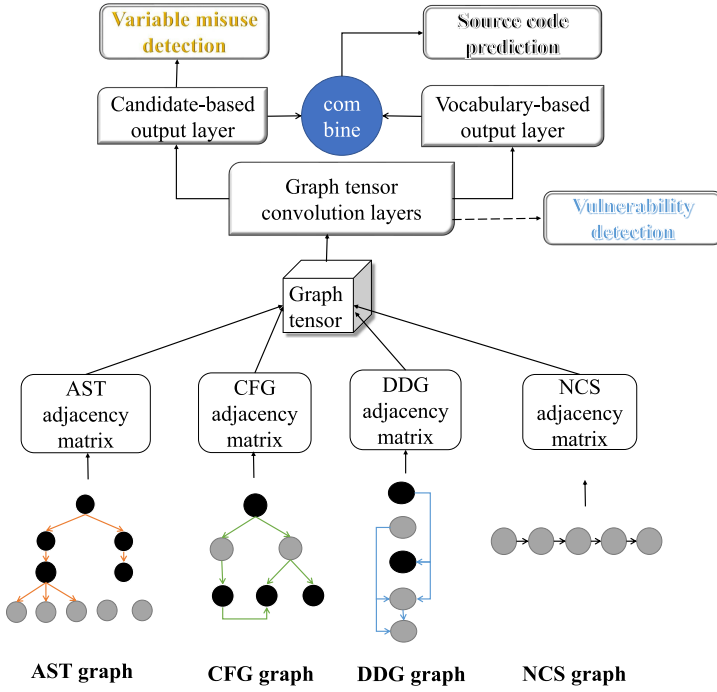 Variable misuse
detection
Source code
prediction
Candidate-based
output layer
com
bine
Vocabulary-based
output layer
Graph tensor
convolution layers
Vulnerability
detection
Graph
tensor
AST
adjacency
matrix
CFG
adjacency
matrix
DDG
adjacency
matrix
NCS
adjacency
matrix
AST graph
CFG graph
DDG graph
NCS graph